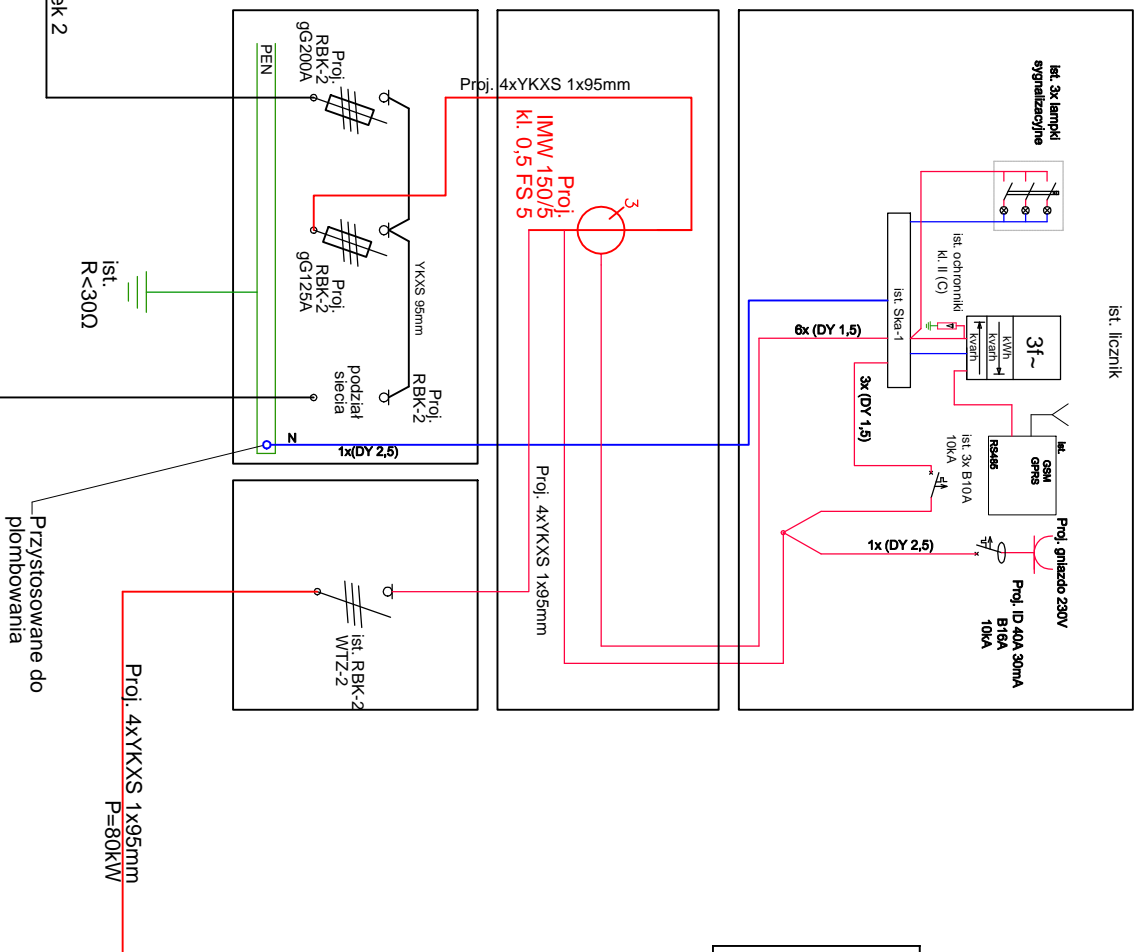 ek 2
PEN
Proj.
RBK-2
gG200A
Proj. 4xYKXS 1x95mm
Proj.
IMW 150/5
kl. 0,5 FS 5
3
Proj.
RBK-2
gG125A
YKXS 95mm
podział
siecia
Proj.
RBK-2
N
1x(DY 2,5)
ist.
R<30Ω
Przystosowane do
plombowania
ist. RBK-2
WTZ-2
Proj. 4xYKXS 1x95mm
Proj. 4xYKXS 1x95mm
P=80kW
ist. licznik
ist. 3x lampki
sygnalizacyjne
ist. ochronniki
kl. II (C)
ist. Ska-1
3f~
kWh
kvarh
kvarh
6x (DY 1,5)
3x (DY 1,5)
ist. 3x B10A
10kA
ist.
GSM
GPRS
RS485
1x (DY 2,5)
Proj. gniazdo 230V
Proj. ID 40A 30mA
B16A
10kA